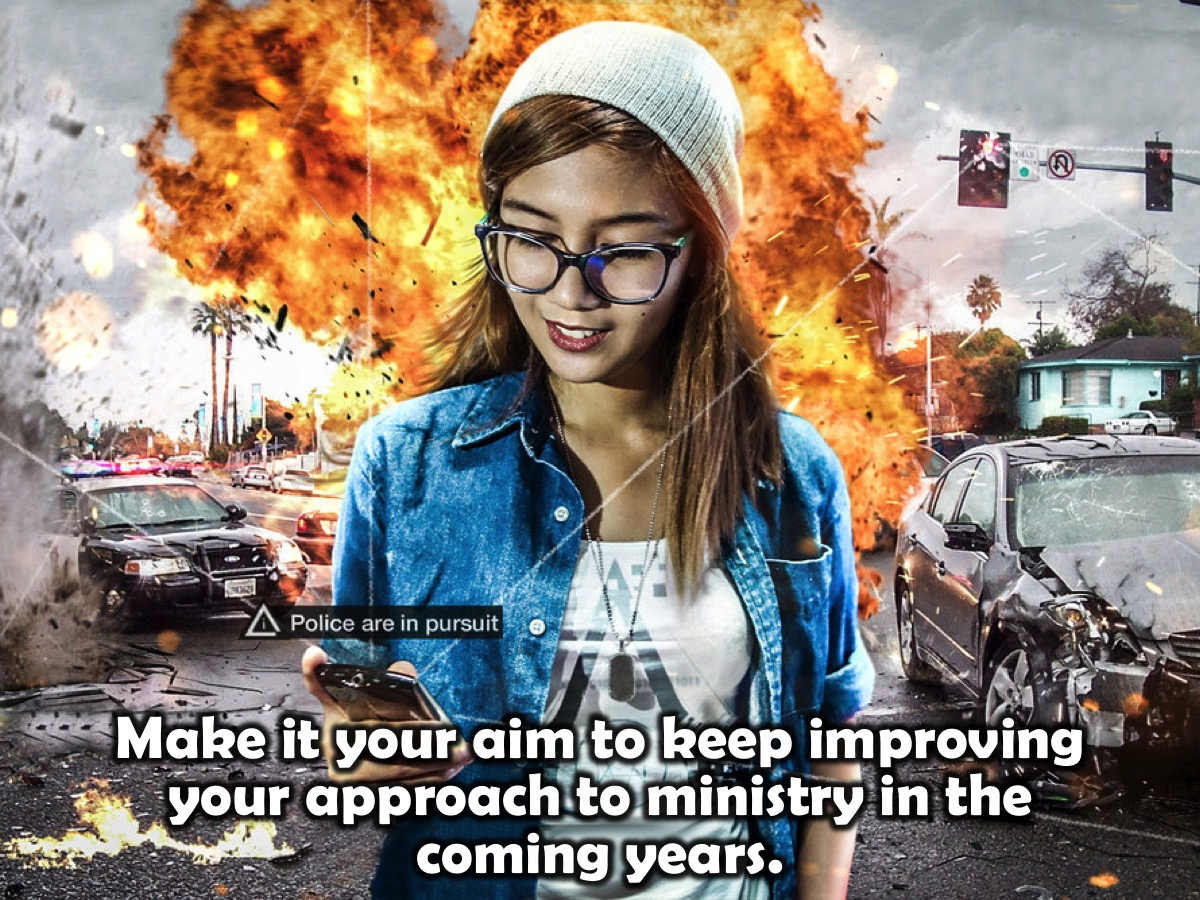 YIELD
Police are in pursuit
Make it your aim to keep improving
your approach to ministry in the
coming years.